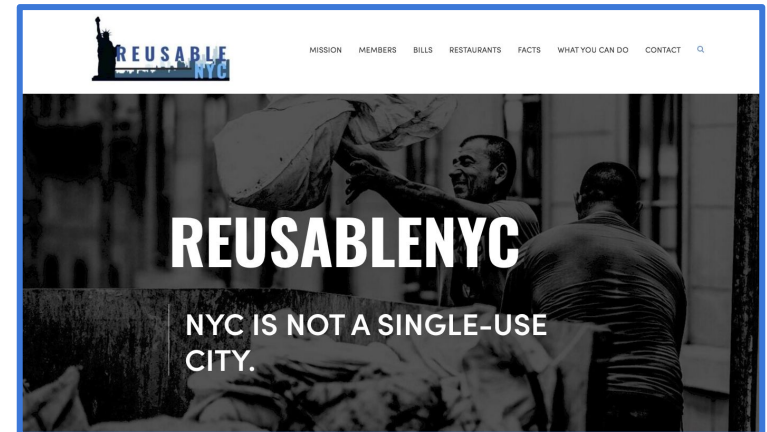 REUSABLE
NYC
MISSION MEMBERS BILLS RESTAURANTS FACTS WHAT YOU CAN DO CONTACT
REUSABLENYC
NYC IS NOT A SINGLE-USE
CITY.